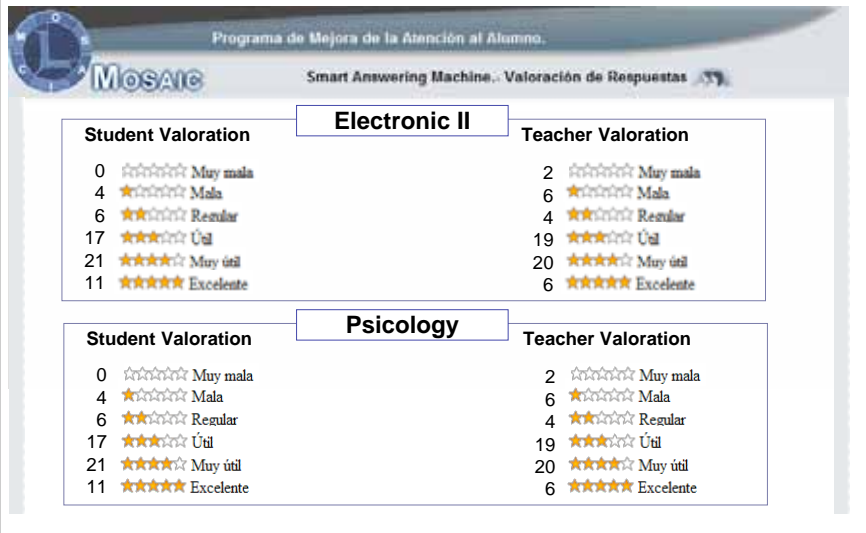 Programa de Mejora de la Atención al Alumno.
MOSAIC
Smart Answering Machine.. Valoración de Respuestas
Electronic II
Student Valoration
0 Muy mala
4 Mala
6 Regular
17 Útil
21 Muy útil
11 Excelente
Teacher Valoration
2 Muy mala
6 Mala
4 Regular
19 Útil
20 Muy útil
6 Excelente
Psicology
Student Valoration
0 Muy mala
4 Mala
6 Regular
17 Útil
21 Muy útil
11 Excelente
Teacher Valoration
2 Muy mala
6 Mala
4 Regular
19 Útil
20 Muy útil
6 Excelente